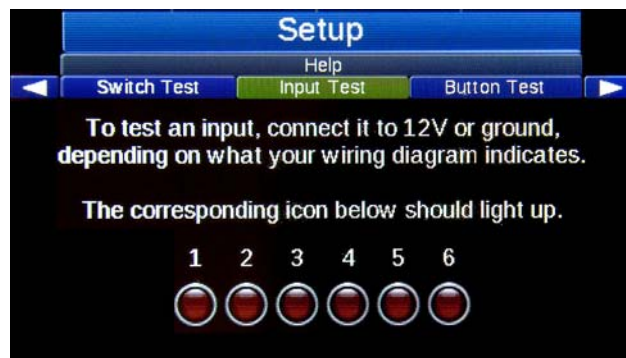 Setup
Help
Switch Test Input Test Button Test
To test an input, connect it to 12V or ground,
depending on what your wiring diagram indicates.
The corresponding icon below should light up.
1 2 3 4 5 6